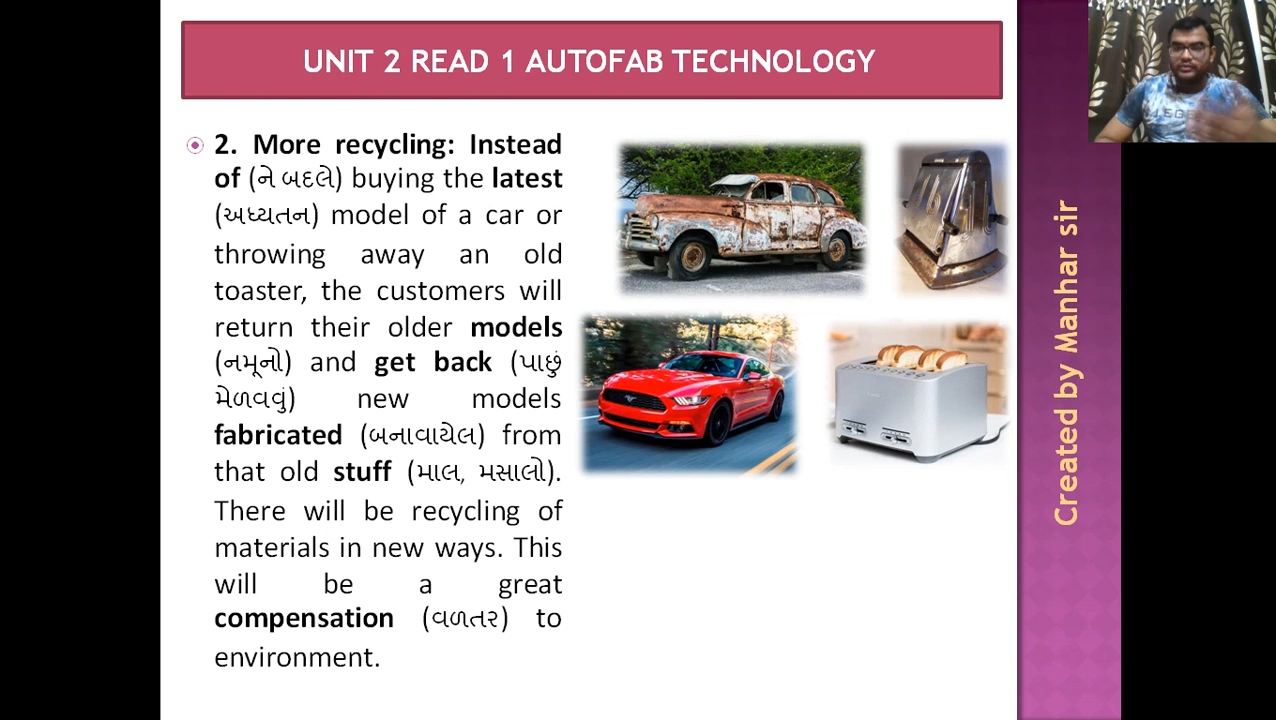 UNIT 2 READ 1 AUTOFAB TECHNOLOGY
2. More recycling: Instead
of (ને બદલે) buying the latest
(અધ્યતન) model of a car or
throwing away an old
toaster, the customers will
return their older models
(નમૂનો) and get back (પાછું
મેળવવું) new models
fabricated (બનાવાયેલ) from
that old stuff (માલ, મસાલો).
There will be recycling of
materials in new ways. This
will be a great
compensation (વળતર) to
environment.
Created by Manhar sir